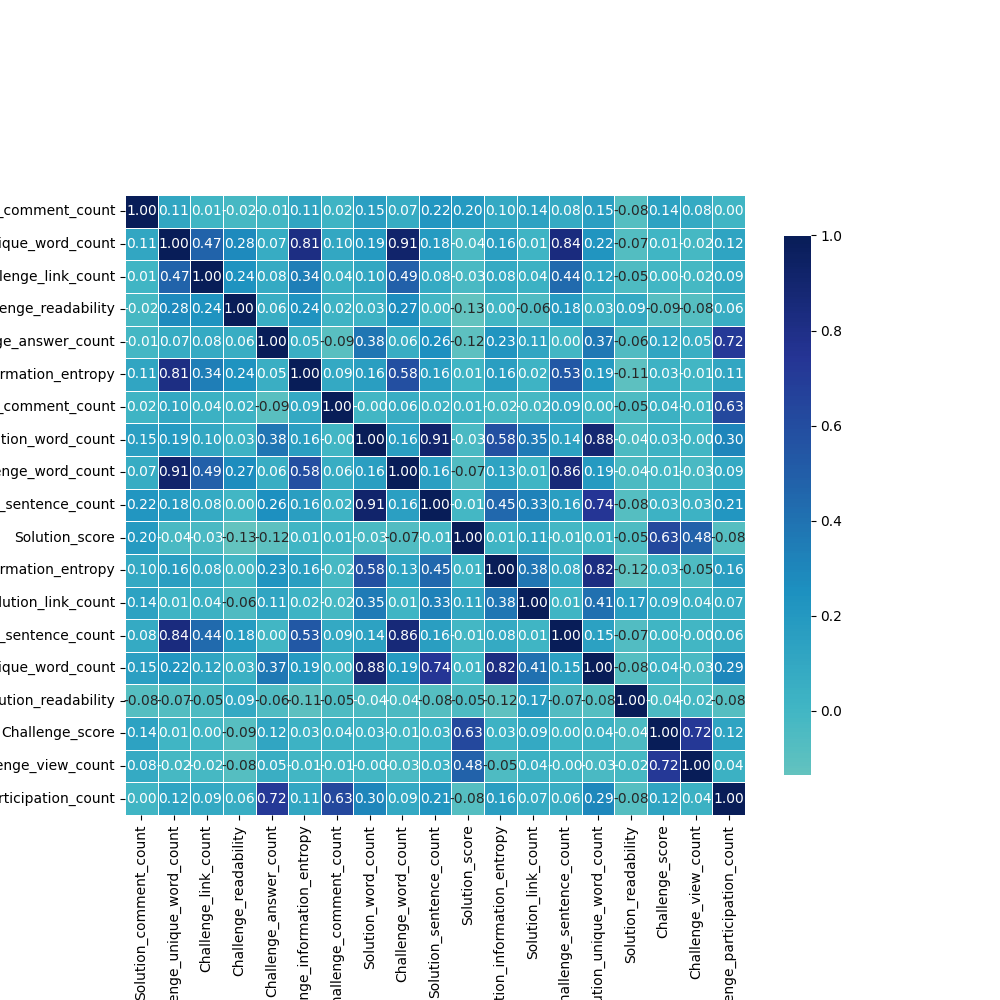 _comment_count 1.00 0.11 0.01 -0.02 -0.01 0.11 0.02 0.15 0.07 0.22 0.20 0.10 0.14 0.08 0.15 -0.08 0.14 0.08 0.00
ique_word_count 0.11 1.00 0.47 0.28 0.07 0.81 0.10 0.19 0.91 0.18 -0.04 0.16 0.01 0.84 0.22 -0.07 0.01 -0.02 0.12
llenge_link_count 0.01 0.47 1.00 0.24 0.08 0.34 0.04 0.10 0.49 0.08 -0.03 0.08 0.04 0.44 0.12 -0.05 0.00 -0.02 0.09
enge_readability -0.02 0.28 0.24 1.00 0.06 0.24 0.02 0.03 0.27 0.00 -0.13 0.00 -0.06 0.18 0.03 0.09 -0.09 -0.08 0.06
ge_answer_count -0.01 0.07 0.08 0.06 1.00 0.05 -0.09 0.38 0.06 0.26 -0.12 0.23 0.11 0.00 0.37 -0.06 0.12 0.05 0.72
rmation_entropy 0.11 0.81 0.34 0.24 0.05 1.00 0.09 0.16 0.58 0.16 0.01 0.16 0.02 0.53 0.19 -0.11 0.03 -0.01 0.11
_comment_count 0.02 0.10 0.04 0.02 -0.09 0.09 1.00 -0.00 0.06 0.02 0.01 -0.02 -0.02 0.09 0.00 -0.05 0.04 -0.01 0.63
tion_word_count 0.15 0.19 0.10 0.03 0.38 0.16 -0.00 1.00 0.16 0.91 -0.03 0.58 0.35 0.14 0.88 -0.04 0.03 -0.00 0.30
enge_word_count 0.07 0.91 0.49 0.27 0.06 0.58 0.06 0.16 1.00 0.16 -0.07 0.13 0.01 0.86 0.19 -0.04 -0.01 -0.03 0.09
_sentence_count 0.22 0.18 0.08 0.00 0.26 0.16 0.02 0.91 0.16 1.00 -0.01 0.45 0.33 0.16 0.74 -0.08 0.03 0.03 0.21
Solution_score 0.20 -0.04 -0.03 -0.13 -0.12 0.01 0.01 -0.03 -0.07 -0.01 1.00 0.01 0.11 -0.01 0.01 -0.05 0.63 0.48 -0.08
rmation_entropy 0.10 0.16 0.08 0.00 0.23 0.16 -0.02 0.58 0.13 0.45 0.01 1.00 0.38 0.08 0.82 -0.12 0.03 -0.05 0.16
lution_link_count 0.14 0.01 0.04 -0.06 0.11 0.02 -0.02 0.35 0.01 0.33 0.11 0.38 1.00 0.01 0.41 0.17 0.09 0.04 0.07
_sentence_count 0.08 0.84 0.44 0.18 0.00 0.53 0.09 0.14 0.86 0.16 -0.01 0.08 0.01 1.00 0.15 -0.07 0.00 -0.00 0.06
ique_word_count 0.15 0.22 0.12 0.03 0.37 0.19 0.00 0.88 0.19 0.74 0.01 0.82 0.41 0.15 1.00 -0.08 0.04 -0.03 0.29
ution_readability -0.08 -0.07 -0.05 0.09 -0.06 -0.11 -0.05 -0.04 -0.04 -0.08 -0.05 -0.12 0.17 -0.07 -0.08 1.00 -0.04 -0.02 -0.08
Challenge_score 0.14 0.01 0.00 -0.09 0.12 0.03 0.04 0.03 -0.01 0.03 0.63 0.03 0.09 0.00 0.04 -0.04 1.00 0.72 0.12
enge_view_count 0.08 -0.02 -0.02 -0.08 0.05 -0.01 -0.01 -0.00 -0.03 0.03 0.48 -0.05 0.04 -0.00 -0.03 -0.02 0.72 1.00 0.04
rticipation_count 0.00 0.12 0.09 0.06 0.72 0.11 0.63 0.30 0.09 0.21 -0.08 0.16 0.07 0.06 0.29 -0.08 0.12 0.04 1.00
Solution_comment_count
enge_unique_word_count
Challenge_link_count
Challenge_readability
Challenge_answer_count
nge_information_entropy
hallenge_comment_count
Solution_word_count
Challenge_word_count
Solution_sentence_count
Solution_score
tion_information_entropy
Solution_link_count
hallenge_sentence_count
ution_unique_word_count
Solution_readability
Challenge_score
Challenge_view_count
enge_participation_count
1.0
0.8
0.6
0.4
0.2
0.0